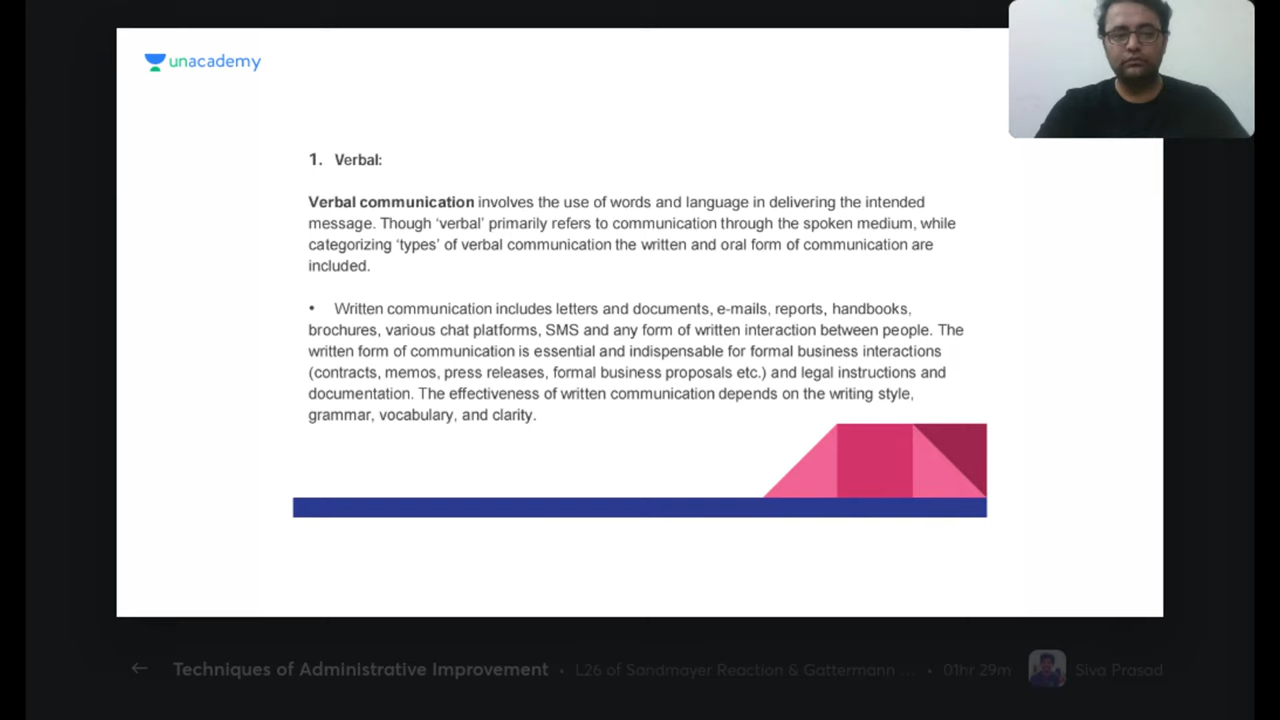 unacademy
1. Verbal:
Verbal communication involves the use of words and language in delivering the intended
message. Though ‘verbal’ primarily refers to communication through the spoken medium, while
categorizing ‘types’ of verbal communication the written and oral form of communication are
included.
• Written communication includes letters and documents, e-mails, reports, handbooks,
brochures, various chat platforms, SMS and any form of written interaction between people. The
written form of communication is essential and indispensable for formal business interactions
(contracts, memos, press releases, formal business proposals etc.) and legal instructions and
documentation. The effectiveness of written communication depends on the writing style,
grammar, vocabulary, and clarity.
← Techniques of Administrative Improvement • L26 of Sandmayer Reaction & Gattermann ... • 01hr 29m Siva Prasad